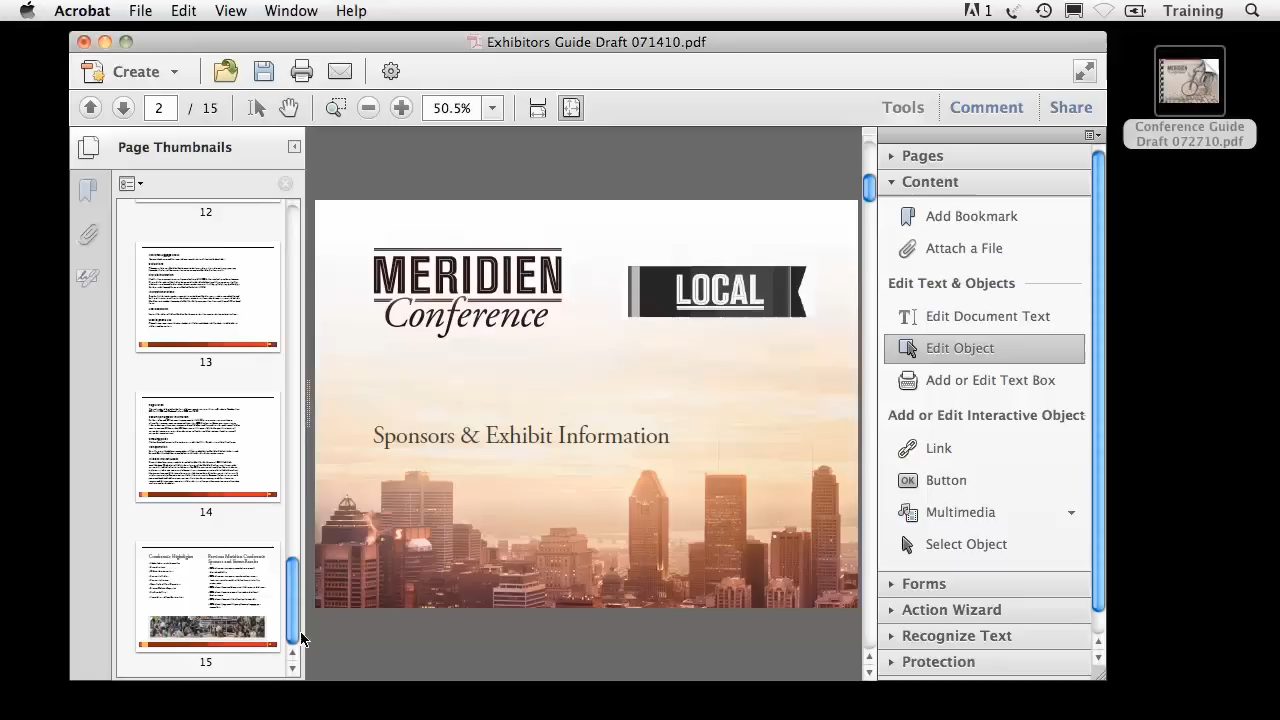 Acrobat File Edit View Window Help 1 Training
Exhibitors Guide Draft 071410.pdf
Create
2 / 15 50.5% Tools Comment Share
Page Thumbnails
12
13
14
15
MERIDIEN
Conference
LOCAL
Sponsors & Exhibit Information
Pages
Content
Add Bookmark
Attach a File
Edit Text & Objects
Edit Document Text
Edit Object
Add or Edit Text Box
Add or Edit Interactive Object
Link
OK Button
Multimedia
Select Object
Forms
Action Wizard
Recognize Text
Protection
MERIDIEN
Conference Guide
Draft 072710.pdf